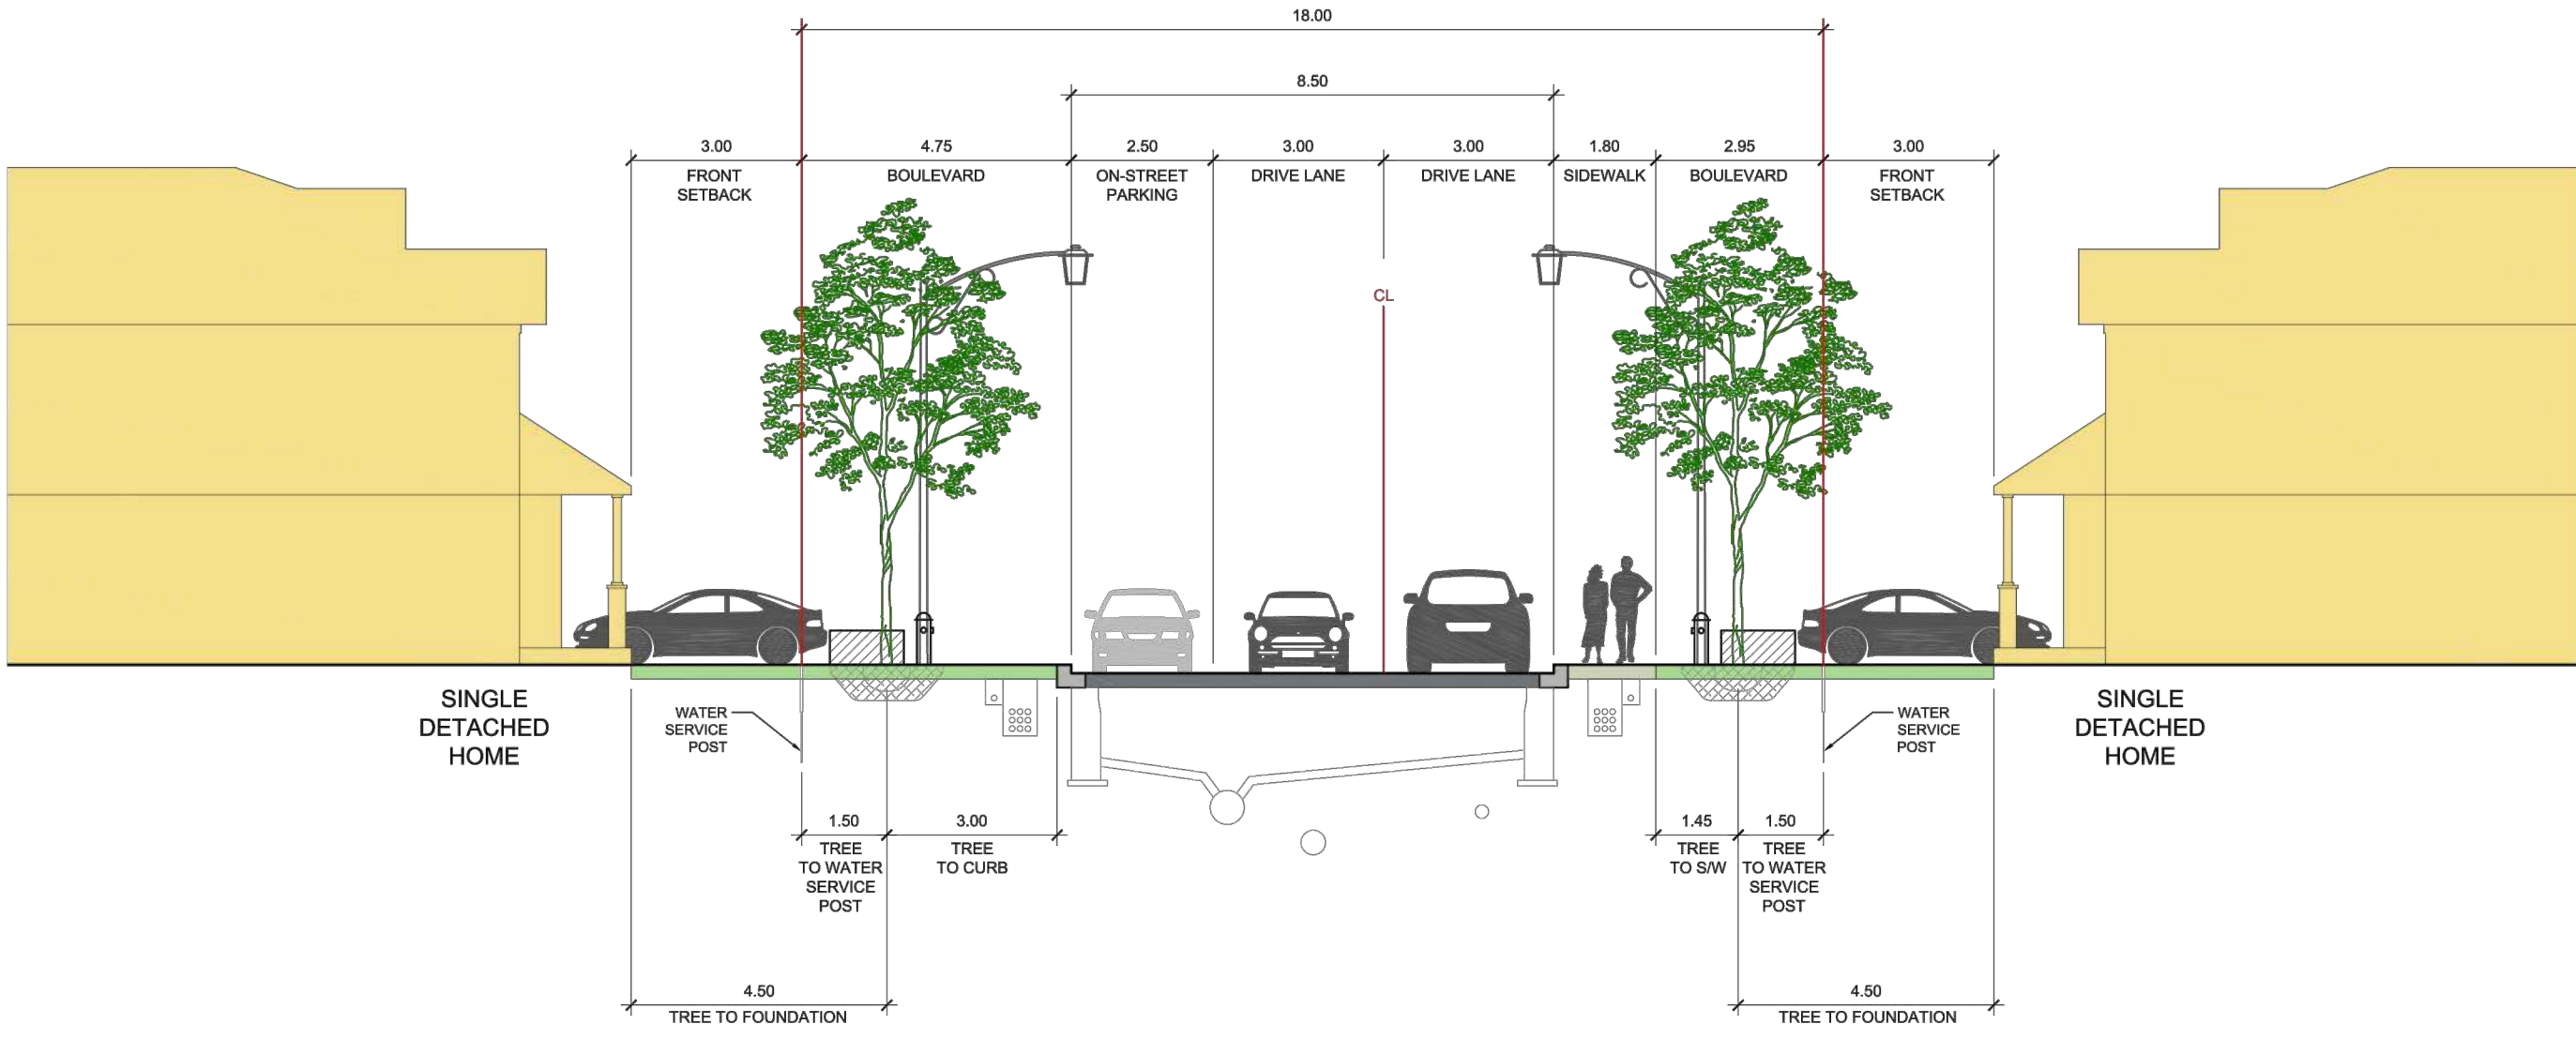 18.00
8.50
3.00
4.75
2.50
3.00
3.00
1.80
2.95
3.00
FRONT
SETBACK
BOULEVARD
ON-STREET
PARKING
DRIVE LANE
DRIVE LANE
SIDEWALK
BOULEVARD
FRONT
SETBACK
CL
SINGLE
DETACHED
HOME
WATER
SERVICE
POST
WATER
SERVICE
POST
SINGLE
DETACHED
HOME
1.50
TREE
TO WATER
SERVICE
POST
3.00
TREE
TO CURB
1.45
TREE
TO S/W
1.50
TREE
TO WATER
SERVICE
POST
4.50
TREE TO FOUNDATION
4.50
TREE TO FOUNDATION